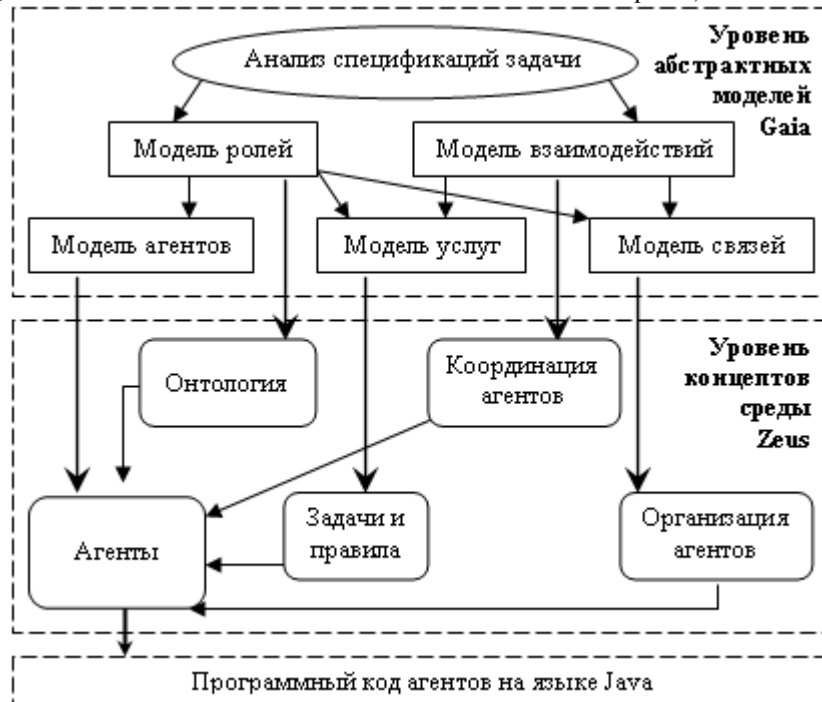 Анализ спецификаций задачи
Уровень
абстрактных
моделей
Gaia
Модель ролей
Модель взаимодействий
Модель агентов
Модель услуг
Модель связей
Онтология
Координация
агентов
Уровень
концептов
среды
Zeus
Агенты
Задачи и
правила
Организация
агентов
Программный код агентов на языке Java